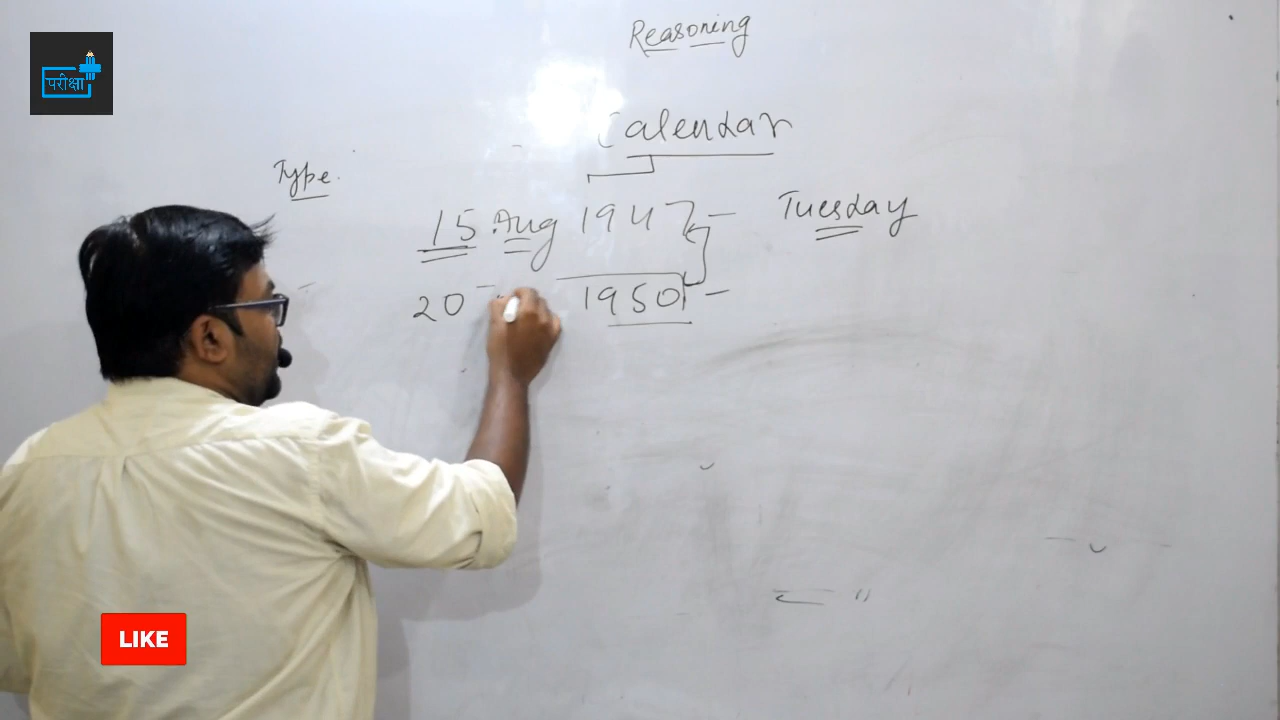 परीक्षा
Reasoning
Calendar
Type.
15 Aug 1947 - Tuesday
20 1950 -
LIKE